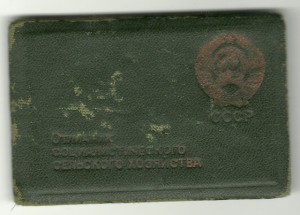 СССР
Отличник
социалистического
сельского хозяйства